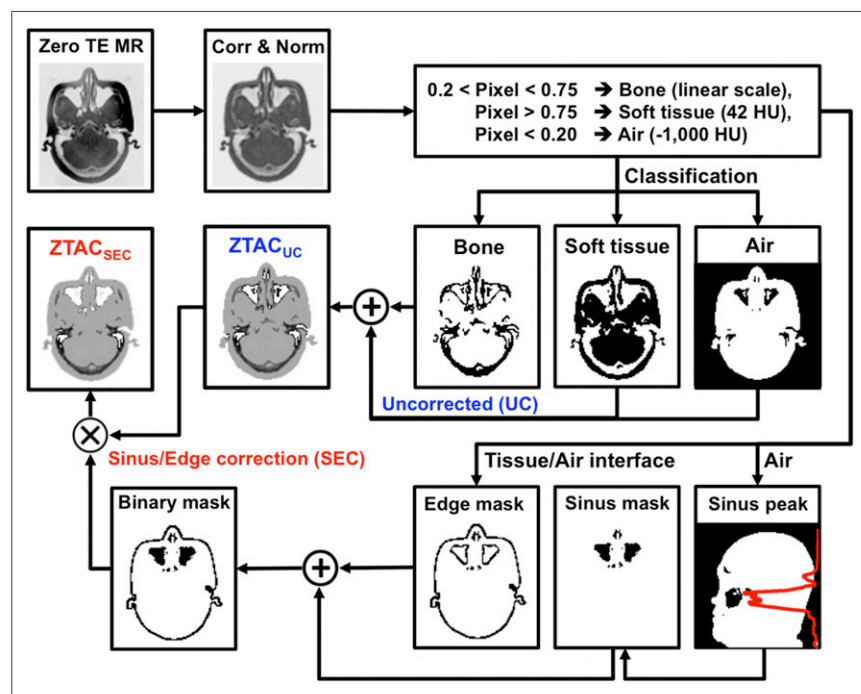 Zero TE MR
Corr & Norm
0.2 < Pixel < 0.75 ➔ Bone (linear scale),
Pixel > 0.75 ➔ Soft tissue (42 HU),
Pixel < 0.20 ➔ Air (-1,000 HU)
Classification
ZTAC_SEC
ZTAC_UC
Bone
Soft tissue
Air
Uncorrected (UC)
Sinus/Edge correction (SEC)
Tissue/Air interface
Air
Binary mask
Edge mask
Sinus mask
Sinus peak